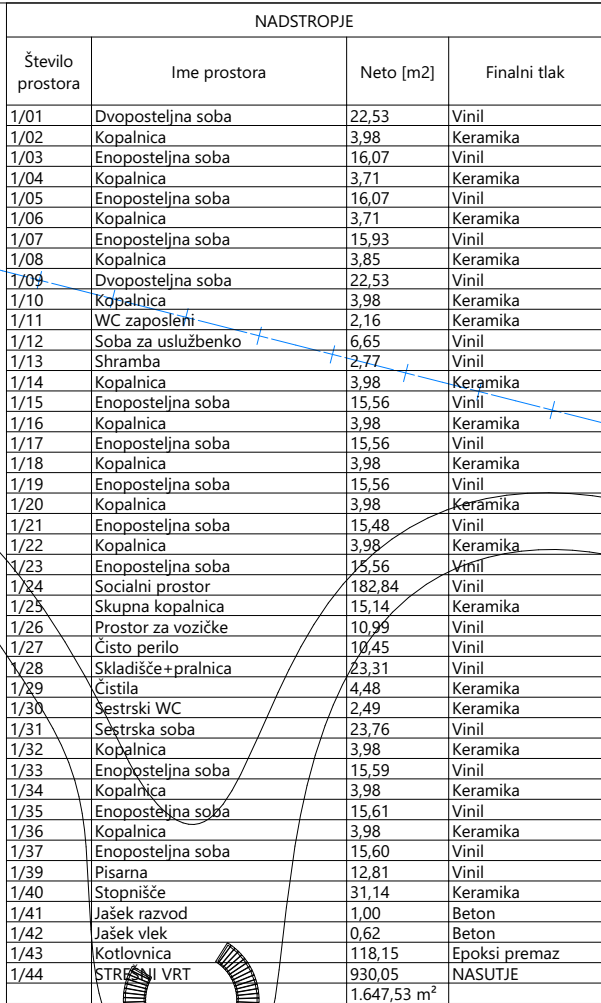 NADSTROPJE
Število prostora Ime prostora Neto [m2] Finalni tlak
1/01 Dvoposteljna soba 22,53 Vinil
1/02 Kopalnica 3,98 Keramika
1/03 Enoposteljna soba 16,07 Vinil
1/04 Kopalnica 3,71 Keramika
1/05 Enoposteljna soba 16,07 Vinil
1/06 Kopalnica 3,71 Keramika
1/07 Enoposteljna soba 15,93 Vinil
1/08 Kopalnica 3,85 Keramika
1/09 Dvoposteljna soba 22,53 Vinil
1/10 Kopalnica 3,98 Keramika
1/11 WC zaposleni 2,16 Keramika
1/12 Soba za uslužbenko 6,65 Vinil
1/13 Shramba 2,77 Vinil
1/14 Kopalnica 3,98 Keramika
1/15 Enoposteljna soba 15,56 Vinil
1/16 Kopalnica 3,98 Keramika
1/17 Enoposteljna soba 15,56 Vinil
1/18 Kopalnica 3,98 Keramika
1/19 Enoposteljna soba 15,56 Vinil
1/20 Kopalnica 3,98 Keramika
1/21 Enoposteljna soba 15,48 Vinil
1/22 Kopalnica 3,98 Keramika
1/23 Enoposteljna soba 15,56 Vinil
1/24 Socialni prostor 182,84 Vinil
1/25 Skupna kopalnica 15,14 Keramika
1/26 Prostor za vozičke 10,99 Vinil
1/27 Čisto perilo 10,45 Vinil
1/28 Skladišče+pralnica 23,31 Vinil
1/29 Čistila 4,48 Keramika
1/30 Sestrski WC 2,49 Keramika
1/31 Sestrska soba 23,76 Vinil
1/32 Kopalnica 3,98 Keramika
1/33 Enoposteljna soba 15,59 Vinil
1/34 Kopalnica 3,98 Keramika
1/35 Enoposteljna soba 15,61 Vinil
1/36 Kopalnica 3,98 Keramika
1/37 Enoposteljna soba 15,60 Vinil
1/39 Pisarna 12,81 Vinil
1/40 Stopnišče 31,14 Keramika
1/41 Jašek razvod 1,00 Beton
1/42 Jašek vlek 0,62 Beton
1/43 Kotlovnica 118,15 Epoksi premaz
1/44 STREŠNI VRT 930,05 NASUTJE
1.647,53 m²